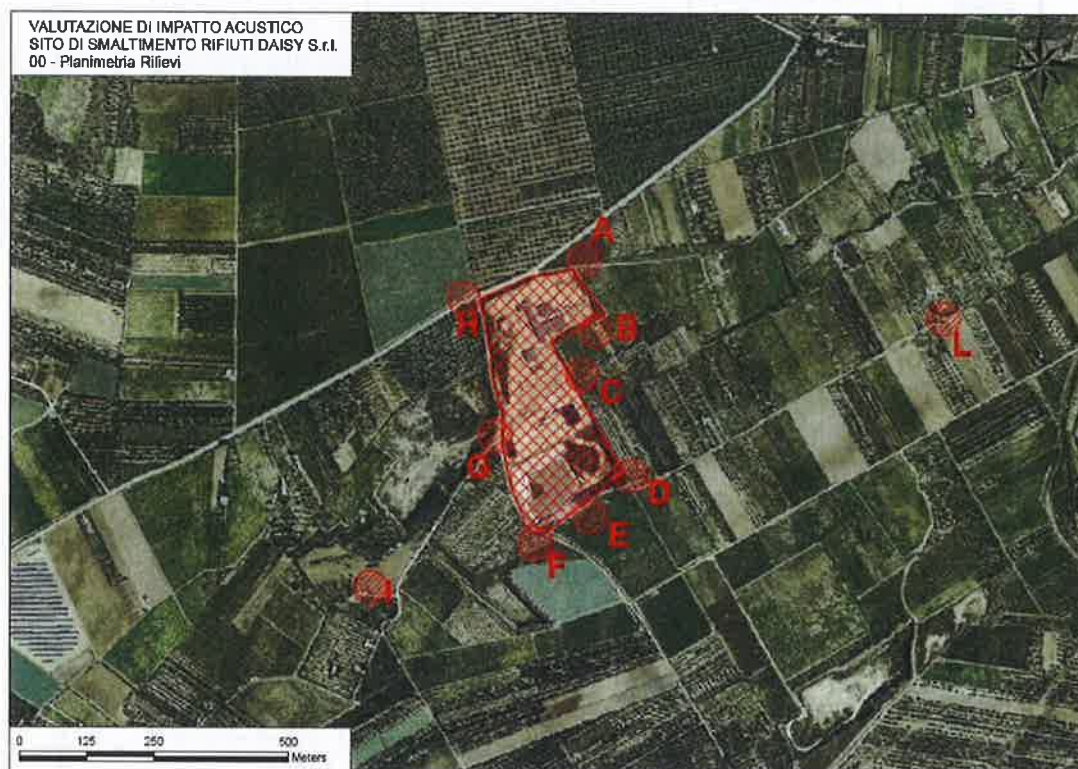 VALUTAZIONE DI IMPATTO ACUSTICO
SITO DI SMALTIMENTO RIFIUTI DAISY S.r.l.
00 - Planimetria Rilievi
A
H
B
L
C
G
D
E
F
I
0 125 250 500
Meters